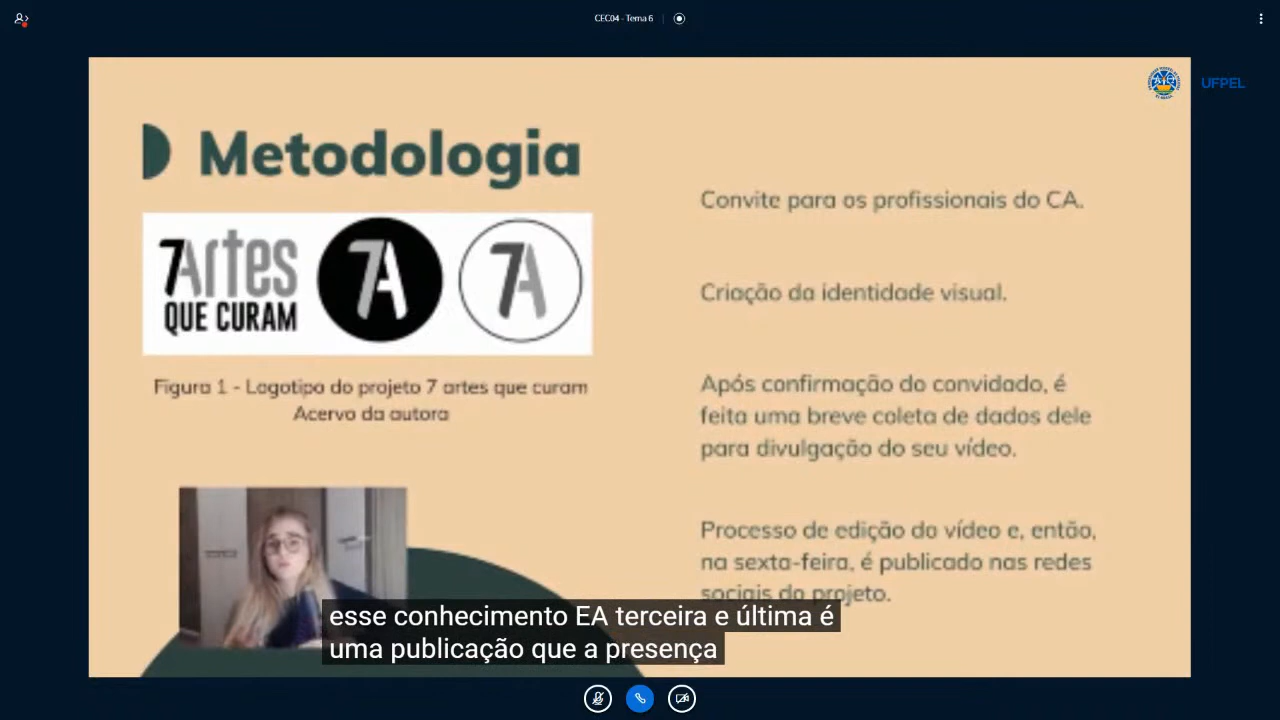 CEC04 - Tema 6
UFPEL
Metodologia
7Artes
QUE CURAM
7A
7A
Figura 1 - Logotipo do projeto 7 artes que curam
Acervo da autora
Convite para os profissionais do CA.
Criação da identidade visual.
Após confirmação do convidado, é
feita uma breve coleta de dados dele
para divulgação do seu vídeo.
Processo de edição do vídeo e, então,
na sexta-feira, é publicado nas redes
sociais do projeto.
esse conhecimento EA terceira e última é
uma publicação que a presença